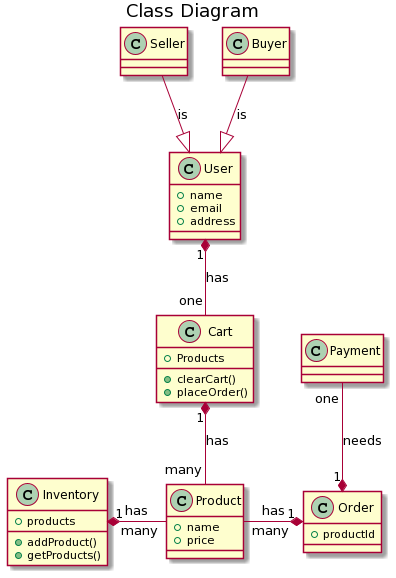 Class Diagram
C Seller
C Buyer
is
is
C User
name
email
address
1
has
one
C Cart
Products
clearCart()
placeOrder()
C Payment
1
one
has
needs
many
1
C Inventory
products
addProduct()
getProducts()
1 has
many
C Product
name
price
has 1
many
C Order
productId